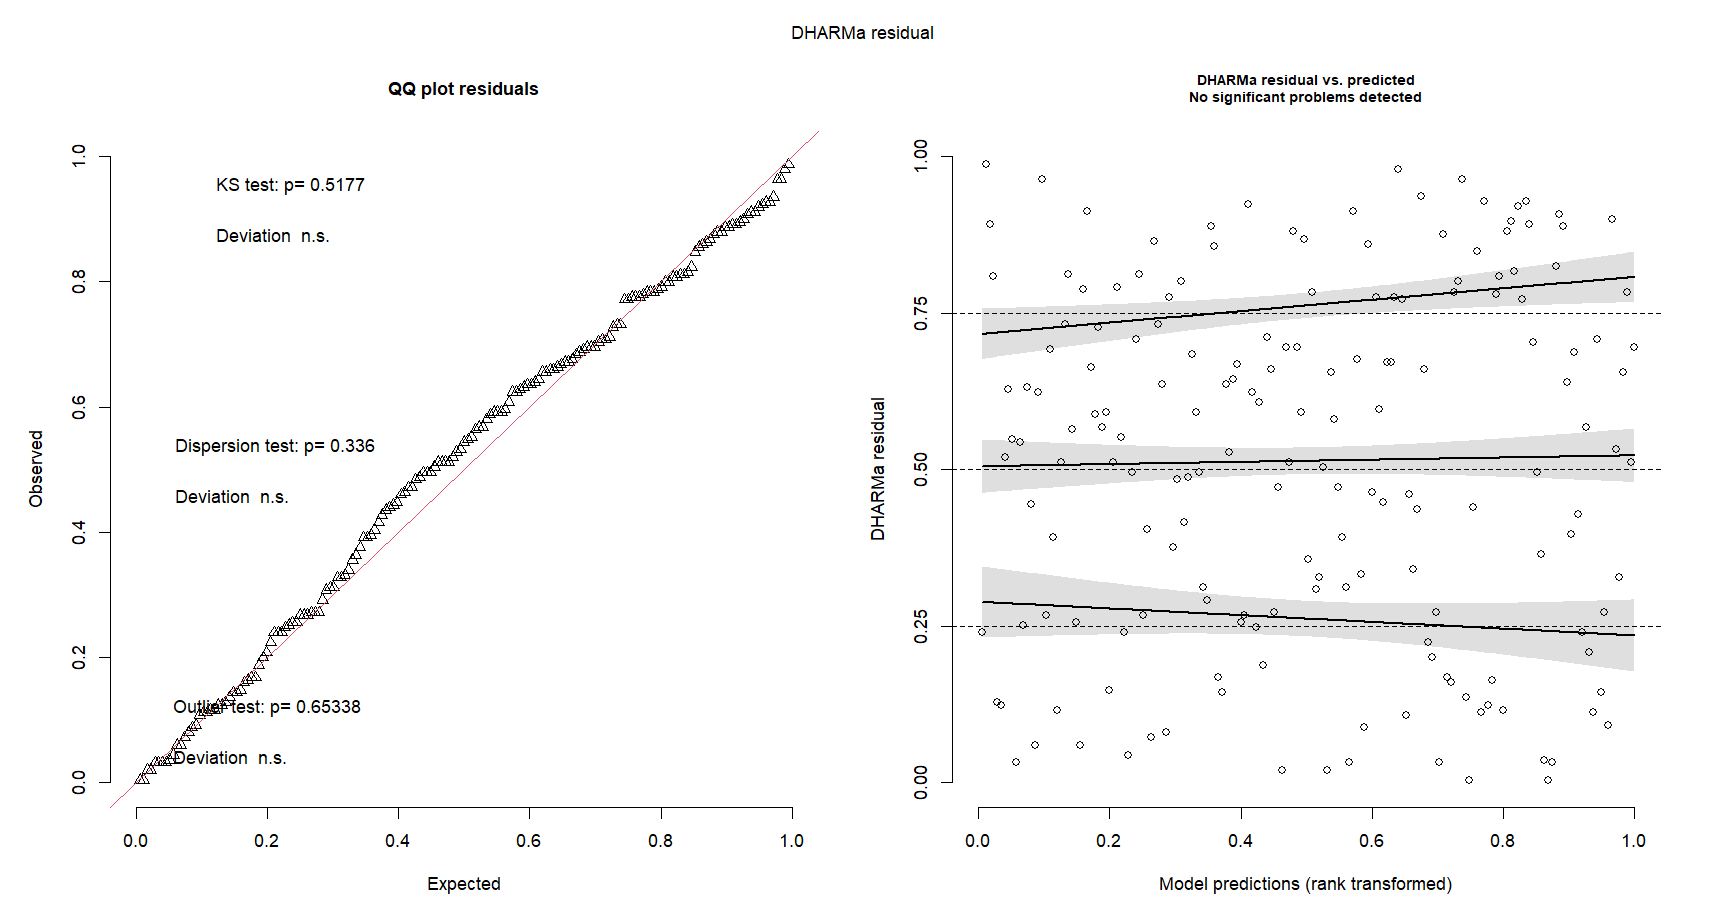 DHARMa residual
QQ plot residuals
KS test: p= 0.5177
Deviation  n.s.
Dispersion test: p= 0.336
Deviation  n.s.
Outlier test: p= 0.65338
Deviation  n.s.
Observed
1.0
0.8
0.6
0.4
0.2
0.0
0.0 0.2 0.4 0.6 0.8 1.0
Expected
DHARMa residual vs. predicted
No significant problems detected
DHARMa residual
1.00
0.75
0.50
0.25
0.00
0.0 0.2 0.4 0.6 0.8 1.0
Model predictions (rank transformed)